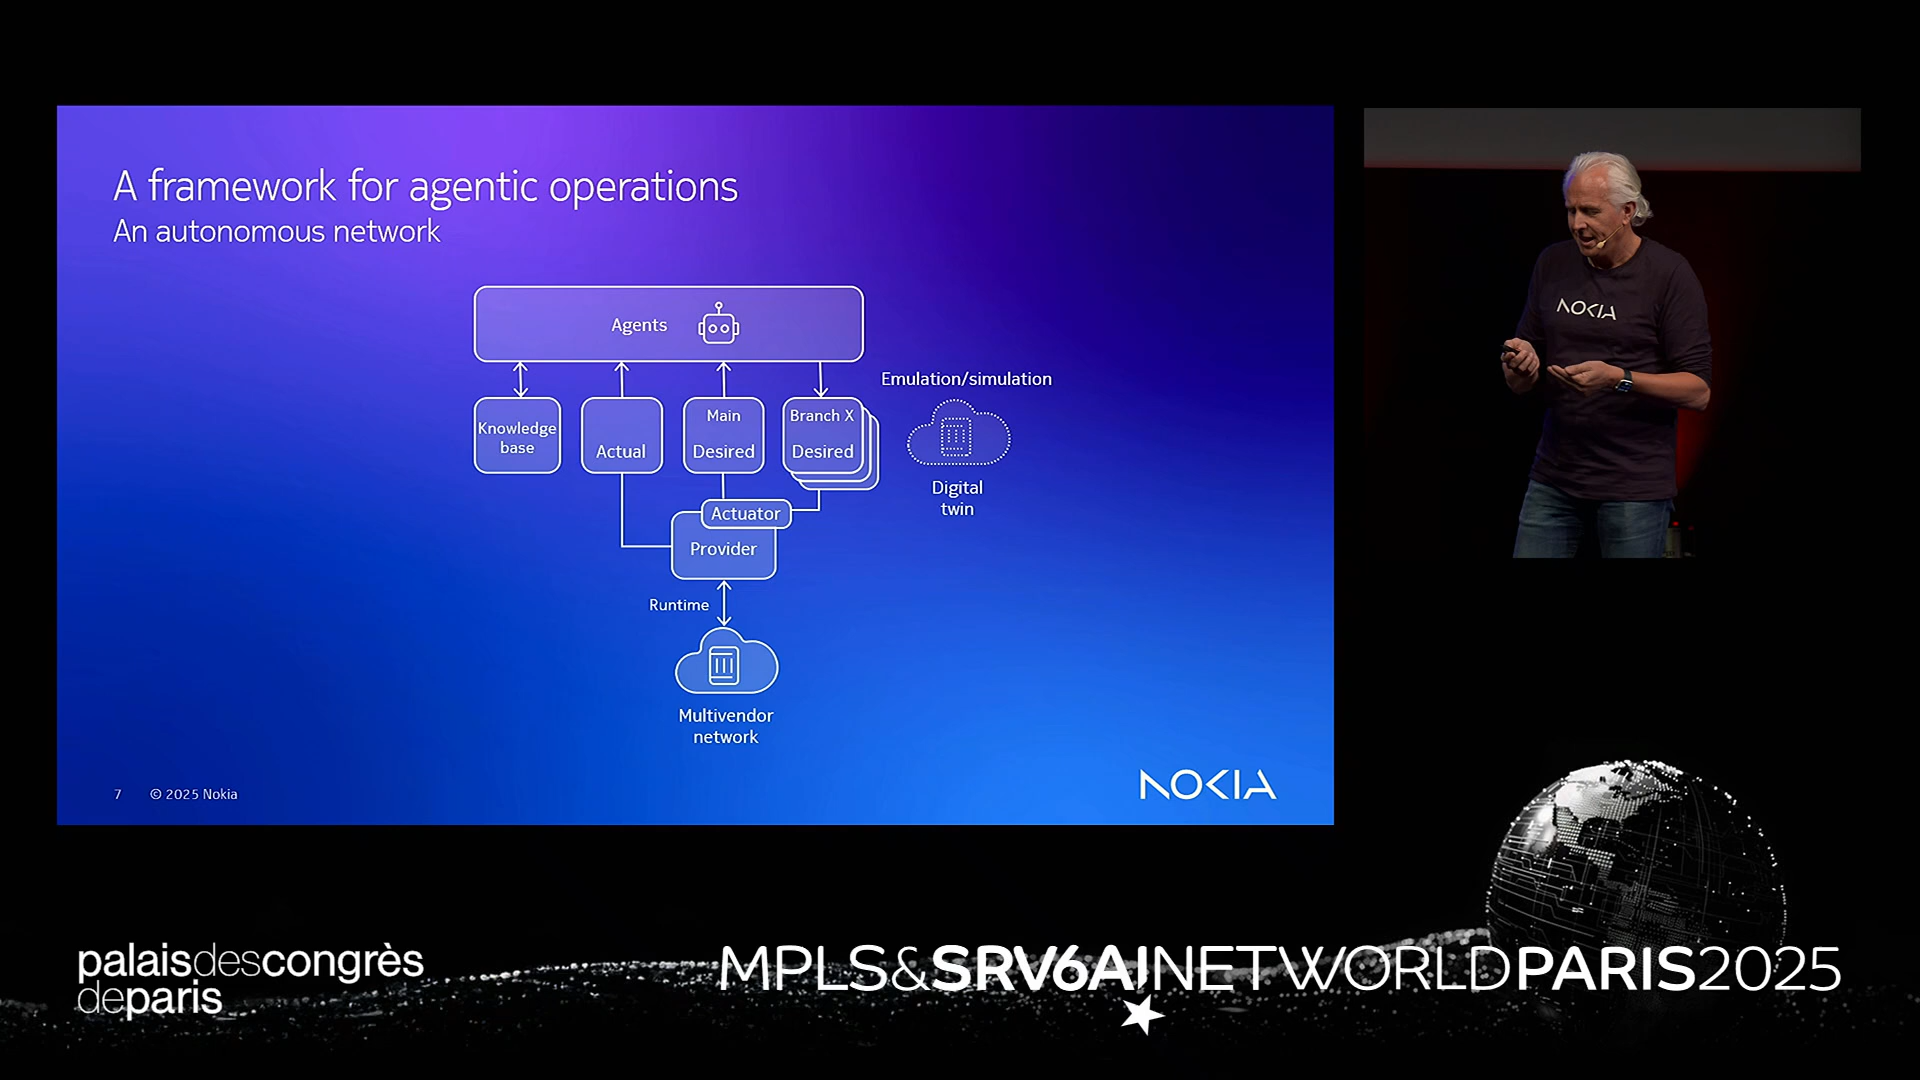 A framework for agentic operations
An autonomous network
Agents
Knowledge
base
Actual
Main
Desired
Branch X
Desired
Emulation/simulation
Digital
twin
Actuator
Provider
Runtime
Multivendor
network
7 © 2025 Nokia
NOKIA
NOKIA
palaisdescongrès
deparis
MPLS&SRV6AINETWORLDPARIS2025